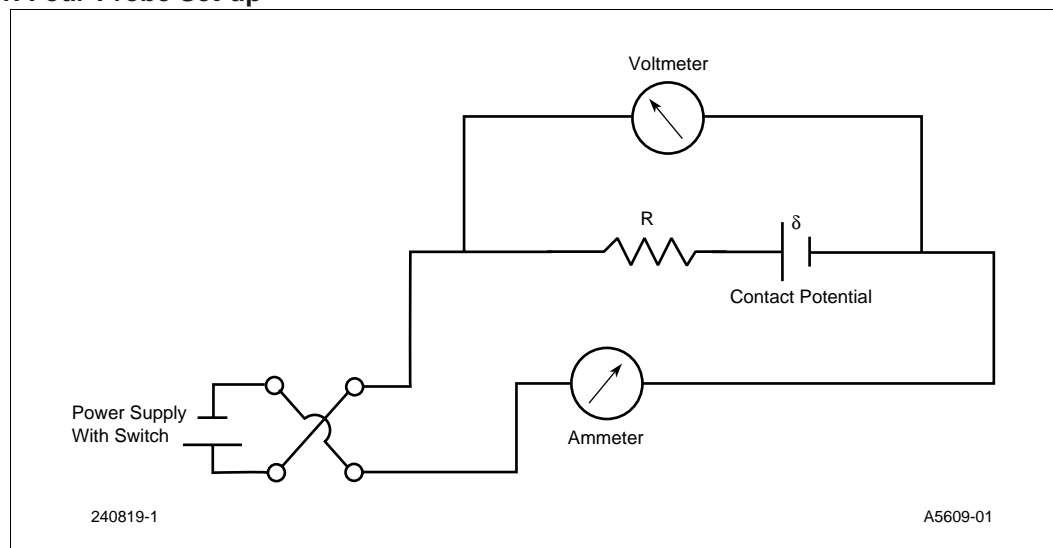 Voltmeter
R
δ
Contact Potential
Power Supply
With Switch
Ammeter
240819-1
A5609-01